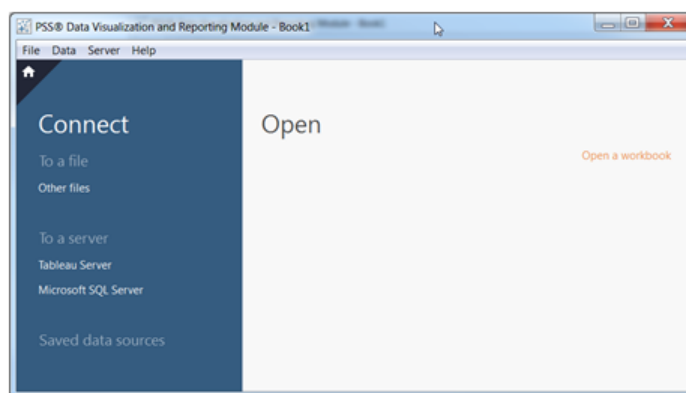 PSS® Data Visualization and Reporting Module - Book1
File Data Server Help
Connect
Open
To a file
Open a workbook
Other files
To a server
Tableau Server
Microsoft SQL Server
Saved data sources